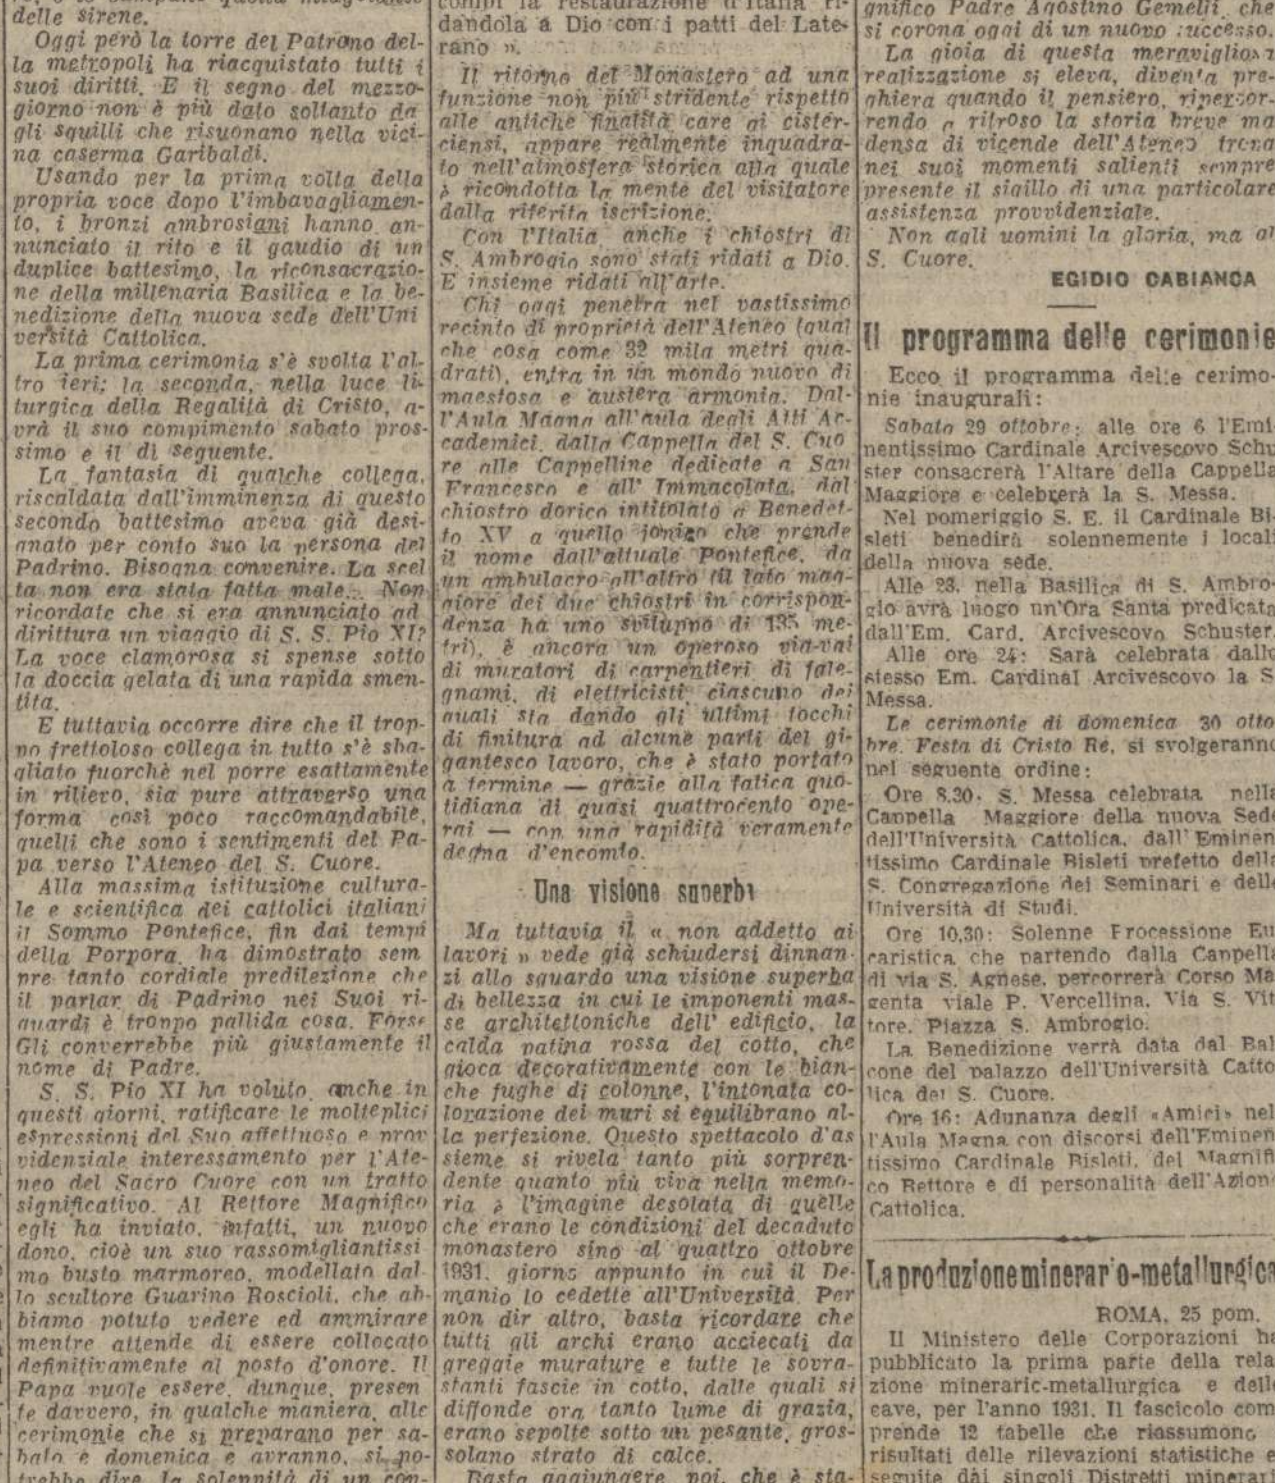 delle sirene.
Oggi però la torre del Patrono del-
la metropoli ha riacquistato tutti i
suoi diritti. E il segno del mezzo-
giorno non è più dato soltanto da
gli squilli che risuonano nella vici-
na caserma Garibaldi.
Usando per la prima volta della
propria voce dopo l'imbavagliamen-
to, i bronzi ambrosiani hanno an-
nunciato il rito e il gaudio di un
duplice battesimo, la riconsacrazio-
ne della millenaria Basilica e la be-
nedizione della nuova sede dell'Uni
versità Cattolica.
La prima cerimonia s'è svolta l'al-
tro ieri; la seconda, nella luce li-
turgica della Regalità di Cristo, a-
vrà il suo compimento sabato pros-
simo e il dì seguente.
La fantasia di qualche collega,
riscaldata dall'imminenza di questo
secondo battesimo aveva già desi-
gnato per conto suo la persona del
Padrino. Bisogna convenire. La scel
ta non era stata fatta male... Non
ricordate che si era annunciato ad
dirittura un viaggio di S. S. Pio XI?
La voce clamorosa si spense sotto
la doccia gelata di una rapida smen-
tita.
E tuttavia occorre dire che il trop-
po frettoloso collega in tutto s'è sba-
gliato fuorchè nel porre esattamente
in rilievo, sia pure attraverso una
forma così poco raccomandabile,
quelli che sono i sentimenti del Pa-
pa verso l'Ateneo del S. Cuore.
Alla massima istituzione cultura-
le e scientifica dei cattolici italiani
il Sommo Pontefice, fin dai tempi
della Porpora, ha dimostrato sem
pre tanto cordiale predilezione che
il parlar di Padrino nei Suoi ri-
guardi è troppo pallida cosa. Forse
Gli converrebbe più giustamente il
nome di Padre.
S. S. Pio XI ha voluto, anche in
questi giorni, ratificare le molteplici
espressioni del Suo affettuoso e prov
videnziale interessamento per l'Ate-
neo del Sacro Cuore con un tratto
significativo. Al Rettore Magnifico
egli ha inviato, infatti, un nuovo
dono, cioè un suo rassomigliantissi
mo busto marmoreo, modellato dal-
lo scultore Guarino Roscioli, che ab-
biamo potuto vedere ed ammirare
mentre attende di essere collocato
definitivamente al posto d'onore. Il
Papa vuole essere, dunque, presen
te davvero, in qualche maniera, alle
cerimonie che si preparano per sa-
bato e domenica e avranno, si po-
trebbe dire, la solennità di un con-
compì la restaurazione d'Italia ri-
dandola a Dio con i patti del Late-
rano ».
Il ritorno del Monastero ad una
funzione non più stridente rispetto
alle antiche finalità care ai cister-
ciensi, appare realmente inquadra-
to nell'atmosfera storica alla quale
è ricondotta la mente del visitatore
dalla riferita iscrizione.
Con l'Italia, anche i chiostri di
S. Ambrogio sono stati ridati a Dio.
E insieme ridati all'arte.
Chi oggi penetra nel vastissimo
recinto di proprietà dell'Ateneo (qual
che cosa come 32 mila metri qua-
drati), entra in un mondo nuovo di
maestosa e austera armonia. Dal-
l'Aula Magna all'aula degli Atti Ac-
cademici, dalla Cappella del S. Cuo
re alle Cappelline dedicate a San
Francesco e all' Immacolata, dal
chiostro dorico intitolato a Benedet-
to XV a quello jonico che prende
il nome dall'attuale Pontefice, da
un ambulacro all'altro (il lato mag-
giore dei due chiostri in corrispon-
denza ha uno sviluppo di 135 me-
tri), è ancora un operoso via-vai
di muratori di carpentieri di fale-
gnami, di elettricisti ciascuno dei
quali sta dando gli ultimi tocchi
di finitura ad alcune parti del gi-
gantesco lavoro, che è stato portato
a termine — grazie alla fatica quo-
tidiana di quasi quattrocento ope-
rai — con una rapidità veramente
degna d'encomio.
Una visione superba
Ma tuttavia il « non addetto ai
lavori » vede già schiudersi dinnan-
zi allo sguardo una visione superba
di bellezza in cui le imponenti mas-
se architettoniche dell' edificio, la
calda patina rossa del cotto, che
gioca decorativamente con le bian-
che fughe di colonne, l'intonata co-
lorazione dei muri si equilibrano al-
la perfezione. Questo spettacolo d'as
sieme si rivela tanto più sorpren-
dente quanto più viva nella memo-
ria è l'imagine desolata di quelle
che erano le condizioni del decaduto
monastero sino al quattro ottobre
1931, giorno appunto in cui il De-
manio lo cedette all'Università. Per
non dir altro, basta ricordare che
tutti gli archi erano acciecati da
greggie murature e tutte le sovra-
stanti fascie in cotto, dalle quali si
diffonde ora tanto lume di grazia,
erano sepolte sotto un pesante, gros-
solano strato di calce.
Basta aggiungere, poi, che è sta-
gnifico Padre Agostino Gemelli, che
si corona oggi di un nuovo successo.
La gioia di questa meravigliosa
realizzazione si eleva, diventa pre-
ghiera quando il pensiero, ripercor-
rendo a ritroso la storia breve ma
densa di vicende dell'Ateneo trova
nei suoi momenti salienti sempre
presente il sigillo di una particolare
assistenza provvidenziale.
Non agli uomini la gloria, ma al
S. Cuore.
EGIDIO CABIANCA
Il programma delle cerimonie
Ecco il programma delle cerimo-
nie inaugurali:
Sabato 29 ottobre: alle ore 6 l'Emi
nentissimo Cardinale Arcivescovo Schu
ster consacrerà l'Altare della Cappella
Maggiore e celebrerà la S. Messa.
Nel pomeriggio S. E. il Cardinale Bi-
sleti benedirà solennemente i locali
della nuova sede.
Alle 23, nella Basilica di S. Ambro-
gio avrà luogo un'Ora Santa predicata
dall'Em. Card. Arcivescovo Schuster.
Alle ore 24: Sarà celebrata dallo
stesso Em. Cardinal Arcivescovo la S
Messa.
Le cerimonie di domenica 30 otto
bre, Festa di Cristo Re, si svolgeranno
nel seguente ordine:
Ore 8,30: S. Messa celebrata nella
Cappella Maggiore della nuova Sede
dell'Università Cattolica, dall' Eminen
tissimo Cardinale Bisleti prefetto della
S. Congregazione dei Seminari e delle
Università di Studi.
Ore 10,30: Solenne Processione Eu
caristica che partendo dalla Cappella
di via S. Agnese, percorrerà Corso Ma
genta viale P. Vercellina, Via S. Vit
tore, Piazza S. Ambrogio.
La Benedizione verrà data dal Bal
cone del palazzo dell'Università Catto
lica del S. Cuore.
Ore 16: Adunanza degli «Amici» nel
l'Aula Magna con discorsi dell'Eminen
tissimo Cardinale Bisleti, del Magnifi
co Rettore e di personalità dell'Azion
Cattolica.
La produzione minerario-metallurgica
ROMA, 25 pom.
Il Ministero delle Corporazioni ha
pubblicato la prima parte della rela
zione minerario-metallurgica e delle
cave, per l'anno 1931. Il fascicolo com
prende 12 tabelle che riassumono
risultati delle rilevazioni statistiche e
seguite dai singoli Distretti minerar